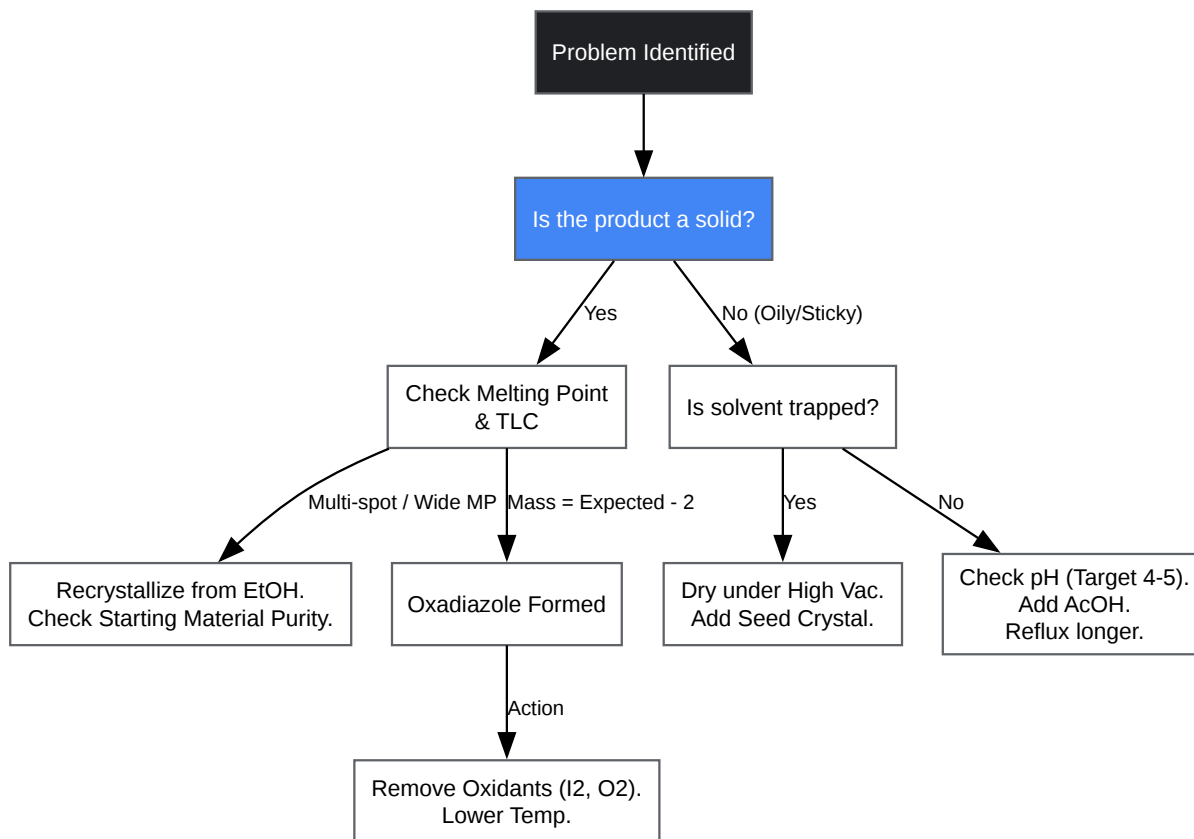 Problem Identified
Is the product a solid?
Yes
No (Oily/Sticky)
Check Melting Point
& TLC
Is solvent trapped?
Multi-spot / Wide MP
Mass = Expected - 2
Yes
No
Recrystallize from EtOH.
Check Starting Material Purity.
Oxadiazole Formed
Dry under High Vac.
Add Seed Crystal.
Check pH (Target 4-5).
Add AcOH.
Reflux longer.
Action
Remove Oxidants (I2, O2).
Lower Temp.